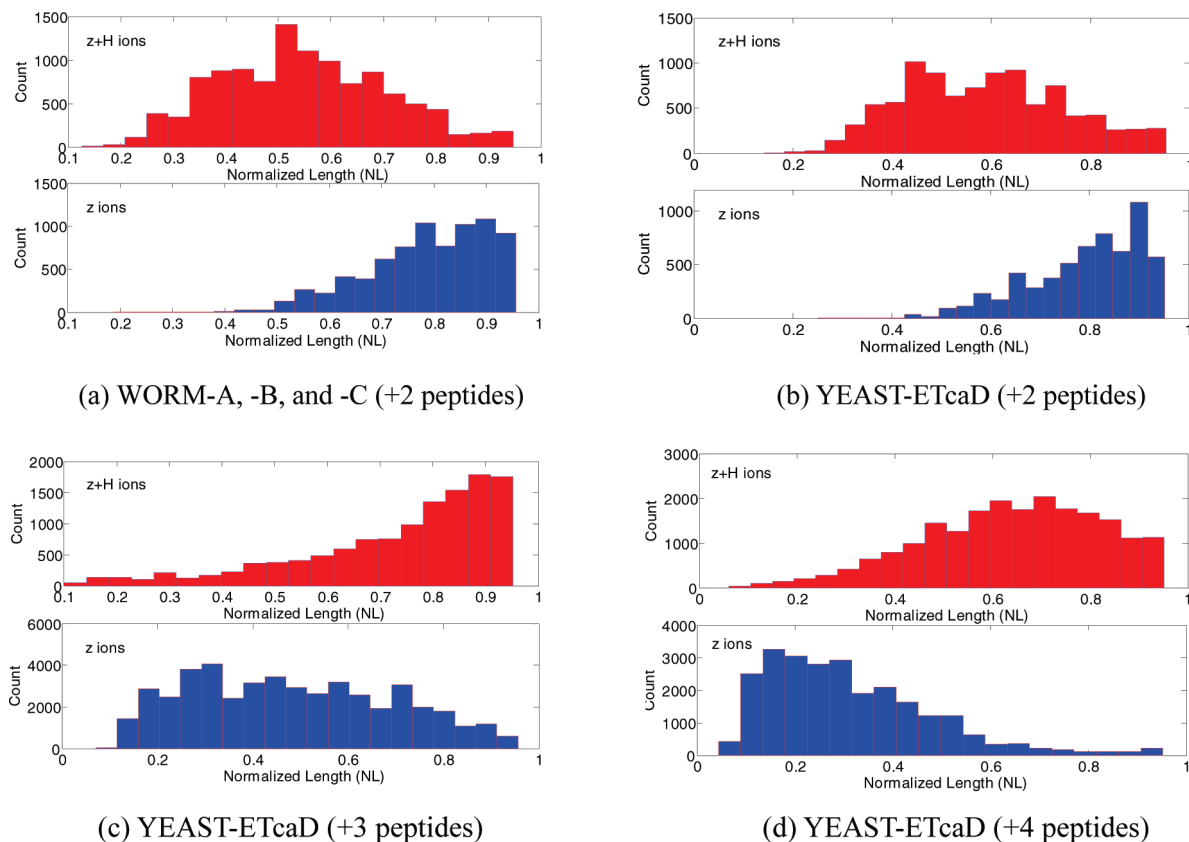 1500
z+H ions
1000
Count
500
0
0.1 0.2 0.3 0.4 0.5 0.6 0.7 0.8 0.9 1
Normalized Length (NL)
1500
z ions
1000
Count
500
0
0.1 0.2 0.3 0.4 0.5 0.6 0.7 0.8 0.9 1
Normalized Length (NL)
(a) WORM-A, -B, and -C (+2 peptides)
1500
z+H ions
1000
Count
500
0
0 0.2 0.4 0.6 0.8 1
Normalized Length (NL)
z ions
1000
Count
500
0
0 0.2 0.4 0.6 0.8 1
Normalized Length (NL)
(b) YEAST-ETcaD (+2 peptides)
2000
z+H ions
1500
Count
1000
500
0
0.1 0.2 0.3 0.4 0.5 0.6 0.7 0.8 0.9 1
Normalized Length (NL)
6000
z ions
4000
Count
2000
0
0 0.2 0.4 0.6 0.8 1
Normalized Length (NL)
(c) YEAST-ETcaD (+3 peptides)
3000
z+H ions
2000
Count
1000
0
0 0.2 0.4 0.6 0.8 1
Normalized Length (NL)
4000
z ions
3000
Count
2000
1000
0
0 0.2 0.4 0.6 0.8 1
Normalized Length (NL)
(d) YEAST-ETcaD (+4 peptides)